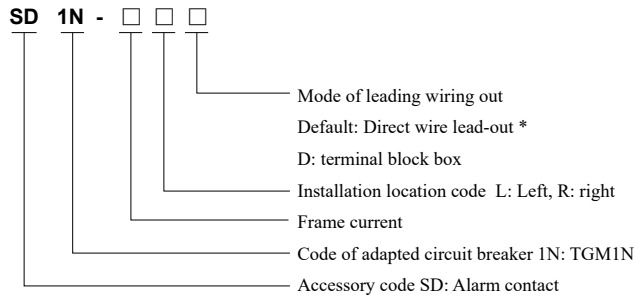 SD 1N - □ □ □
Mode of leading wiring out
Default: Direct wire lead-out *
D: terminal block box
Installation location code L: Left, R: right
Frame current
Code of adapted circuit breaker 1N: TGM1N
Accessory code SD: Alarm contact